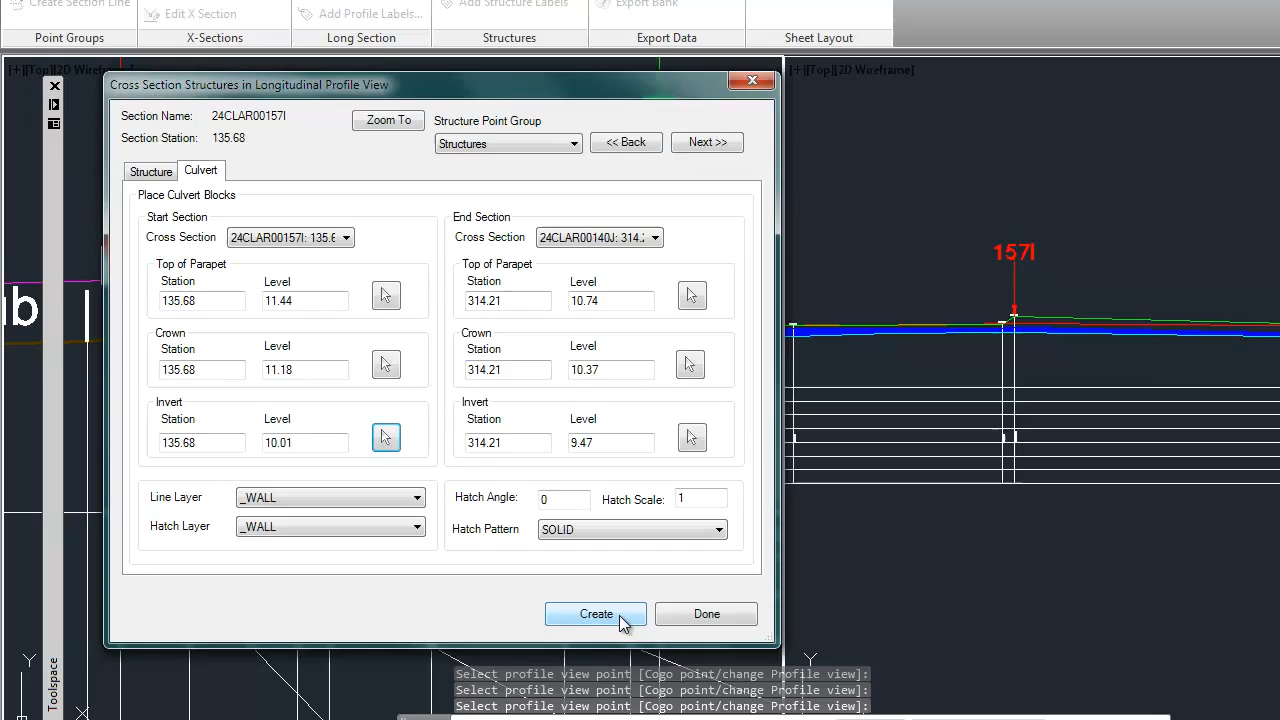 Create Section Line
Edit X Section
Add Profile Labels...
Add Structure Labels
Export Bank
Point Groups
X-Sections
Long Section
Structures
Export Data
Sheet Layout
[+][Top][2D Wireframe]
[+][Top][2D Wireframe]
Cross Section Structures in Longitudinal Profile View
Section Name:
24CLAR00157I
Section Station:
135.68
Zoom To
Structure Point Group
Structures
<< Back
Next >>
Structure
Culvert
Place Culvert Blocks
Start Section
Cross Section
24CLAR00157I: 135.6
Top of Parapet
Station
Level
135.68
11.44
Crown
Station
Level
135.68
11.18
Invert
Station
Level
135.68
10.01
End Section
Cross Section
24CLAR00140J: 314.2
Top of Parapet
Station
Level
314.21
10.74
Crown
Station
Level
314.21
10.37
Invert
Station
Level
314.21
9.47
Line Layer
_WALL
Hatch Layer
_WALL
Hatch Angle:
0
Hatch Scale:
1
Hatch Pattern
SOLID
Create
Done
157I
ub
Toolspace
Y
X
Y
Select profile view point [Cogo point/change Profile view]:
Select profile view point [Cogo point/change Profile view]:
Select profile view point [Cogo point/change Profile view]: